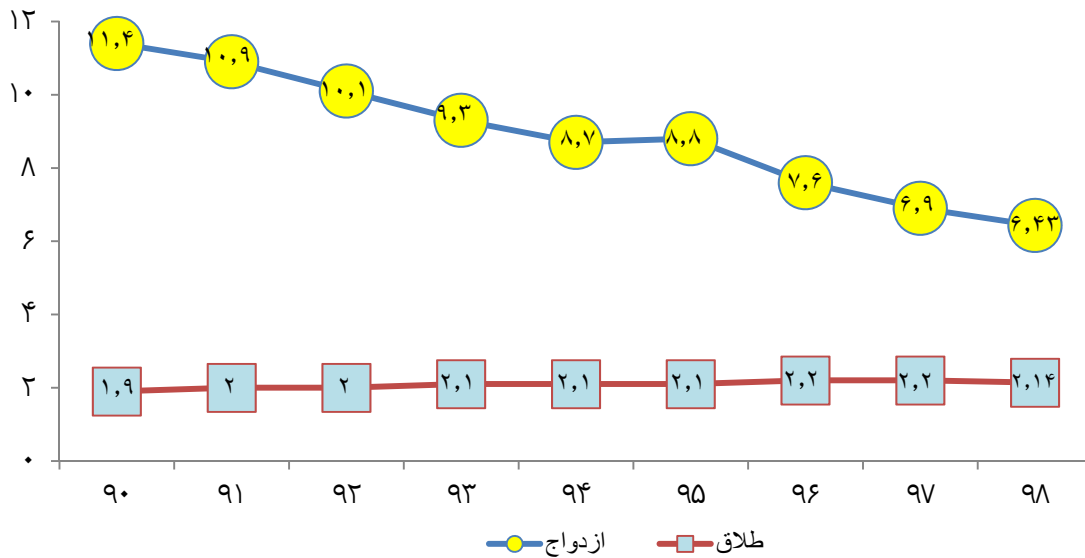 ۱۲
۱۰
۸
۶
۴
۲
۰
۱۱٫۴ ۱۰٫۹ ۱۰٫۱ ۹٫۳ ۸٫۷ ۸٫۸ ۷٫۶ ۶٫۹ ۶٫۴۳
۱٫۹ ۲ ۲ ۲٫۱ ۲٫۱ ۲٫۱ ۲٫۲ ۲٫۲ ۲٫۱۴
۹۰ ۹۱ ۹۲ ۹۳ ۹۴ ۹۵ ۹۶ ۹۷ ۹۸
ازدواج طلاق